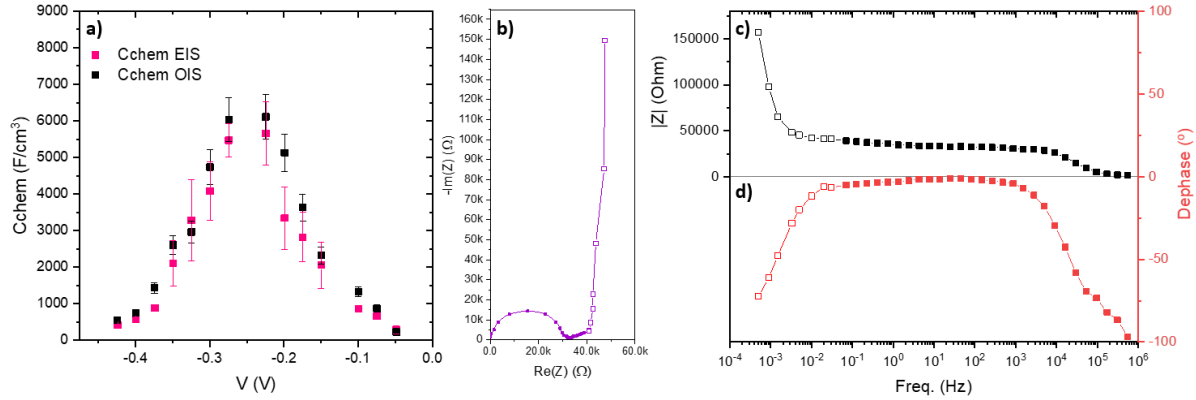 a)
Cchem EIS
Cchem OIS
Cchem (F/cm³)
9000
8000
7000
6000
5000
4000
3000
2000
1000
0
-0.4
-0.3
-0.2
-0.1
0.0
V (V)
b)
-Im(Z) (Ω)
165k
160k
150k
140k
130k
120k
110k
100k
90k
80k
70k
60k
50k
40k
30k
20k
10k
0
0
20.0k
40.0k
60.0k
Re(Z) (Ω)
c)
|Z| (Ohm)
150000
100000
50000
0
d)
100
50
0
-50
-100
Dephase (º)
10⁻⁴
10⁻³
10⁻²
10⁻¹
10⁰
10¹
10²
10³
10⁴
10⁵
10⁶
Freq. (Hz)